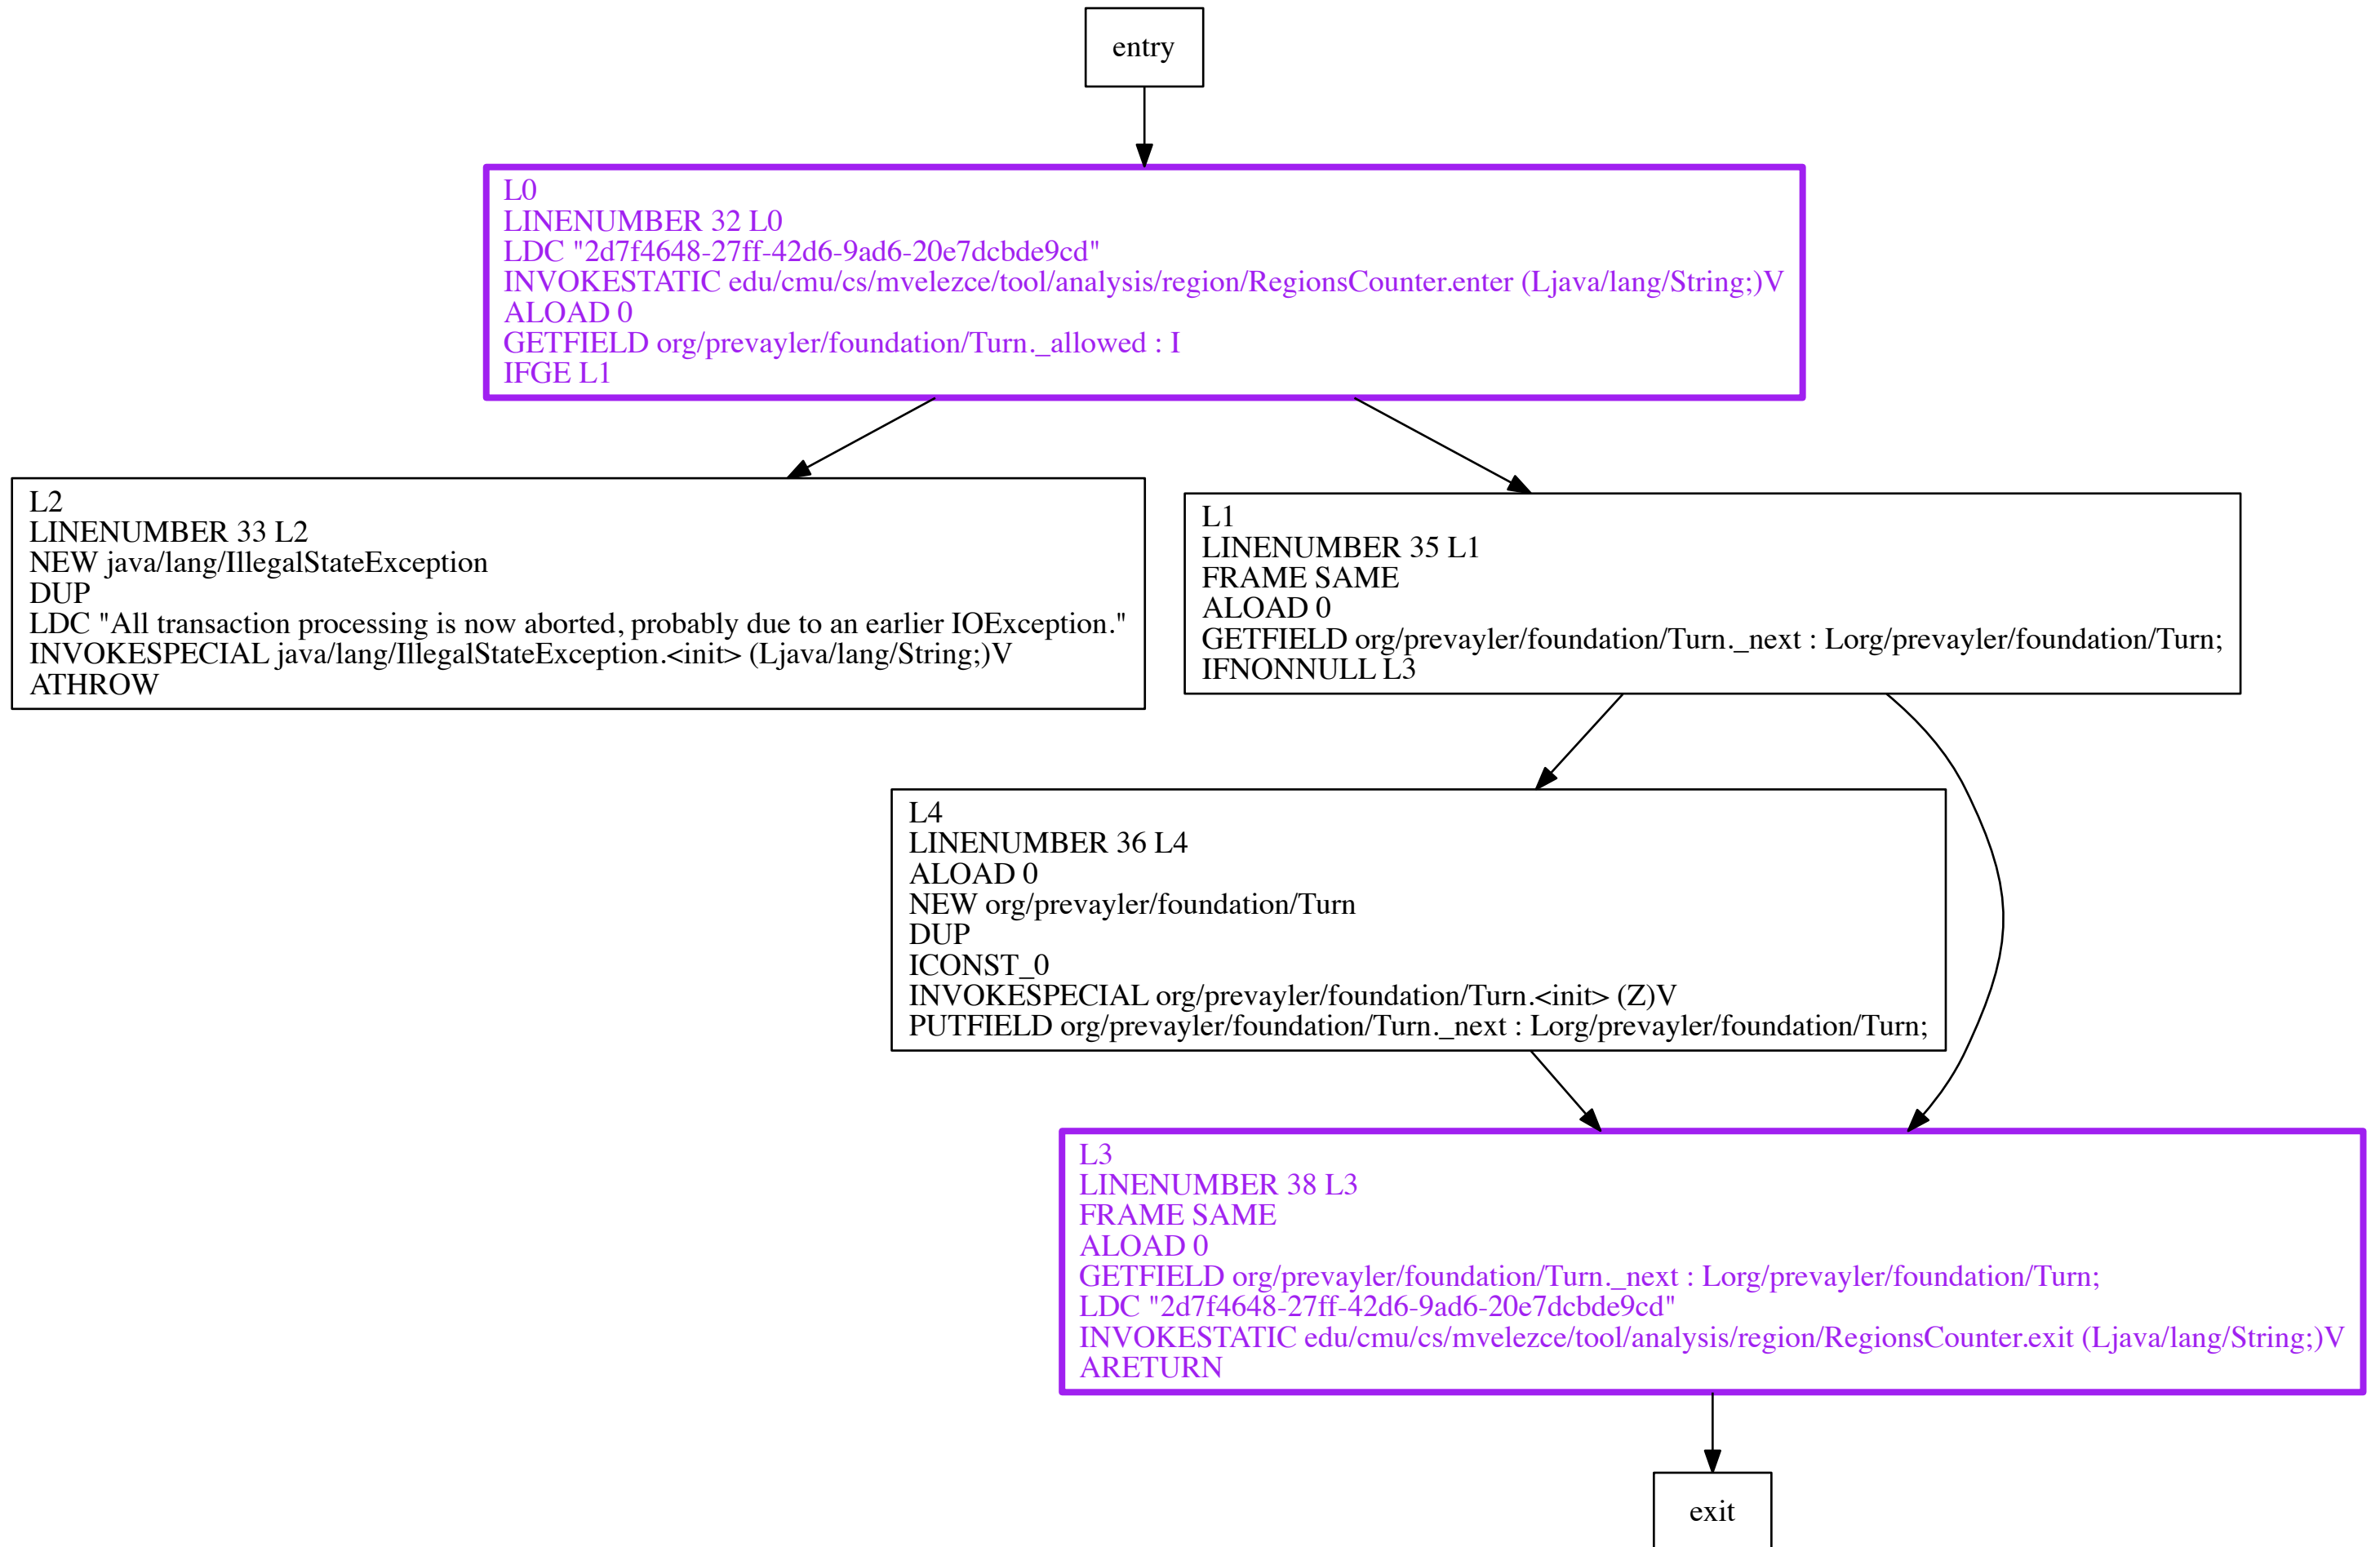 entry
L0
LINENUMBER 32 L0
LDC "2d7f4648-27ff-42d6-9ad6-20e7dcbde9cd"
INVOKESTATIC edu/cmu/cs/mvelezce/tool/analysis/region/RegionsCounter.enter (Ljava/lang/String;)V
ALOAD 0
GETFIELD org/prevayler/foundation/Turn._allowed : I
IFGE L1
L2
LINENUMBER 33 L2
NEW java/lang/IllegalStateException
DUP
LDC "All transaction processing is now aborted, probably due to an earlier IOException."
INVOKESPECIAL java/lang/IllegalStateException.<init> (Ljava/lang/String;)V
ATHROW
L1
LINENUMBER 35 L1
FRAME SAME
ALOAD 0
GETFIELD org/prevayler/foundation/Turn._next : Lorg/prevayler/foundation/Turn;
IFNONNULL L3
L4
LINENUMBER 36 L4
ALOAD 0
NEW org/prevayler/foundation/Turn
DUP
ICONST_0
INVOKESPECIAL org/prevayler/foundation/Turn.<init> (Z)V
PUTFIELD org/prevayler/foundation/Turn._next : Lorg/prevayler/foundation/Turn;
L3
LINENUMBER 38 L3
FRAME SAME
ALOAD 0
GETFIELD org/prevayler/foundation/Turn._next : Lorg/prevayler/foundation/Turn;
LDC "2d7f4648-27ff-42d6-9ad6-20e7dcbde9cd"
INVOKESTATIC edu/cmu/cs/mvelezce/tool/analysis/region/RegionsCounter.exit (Ljava/lang/String;)V
ARETURN
exit